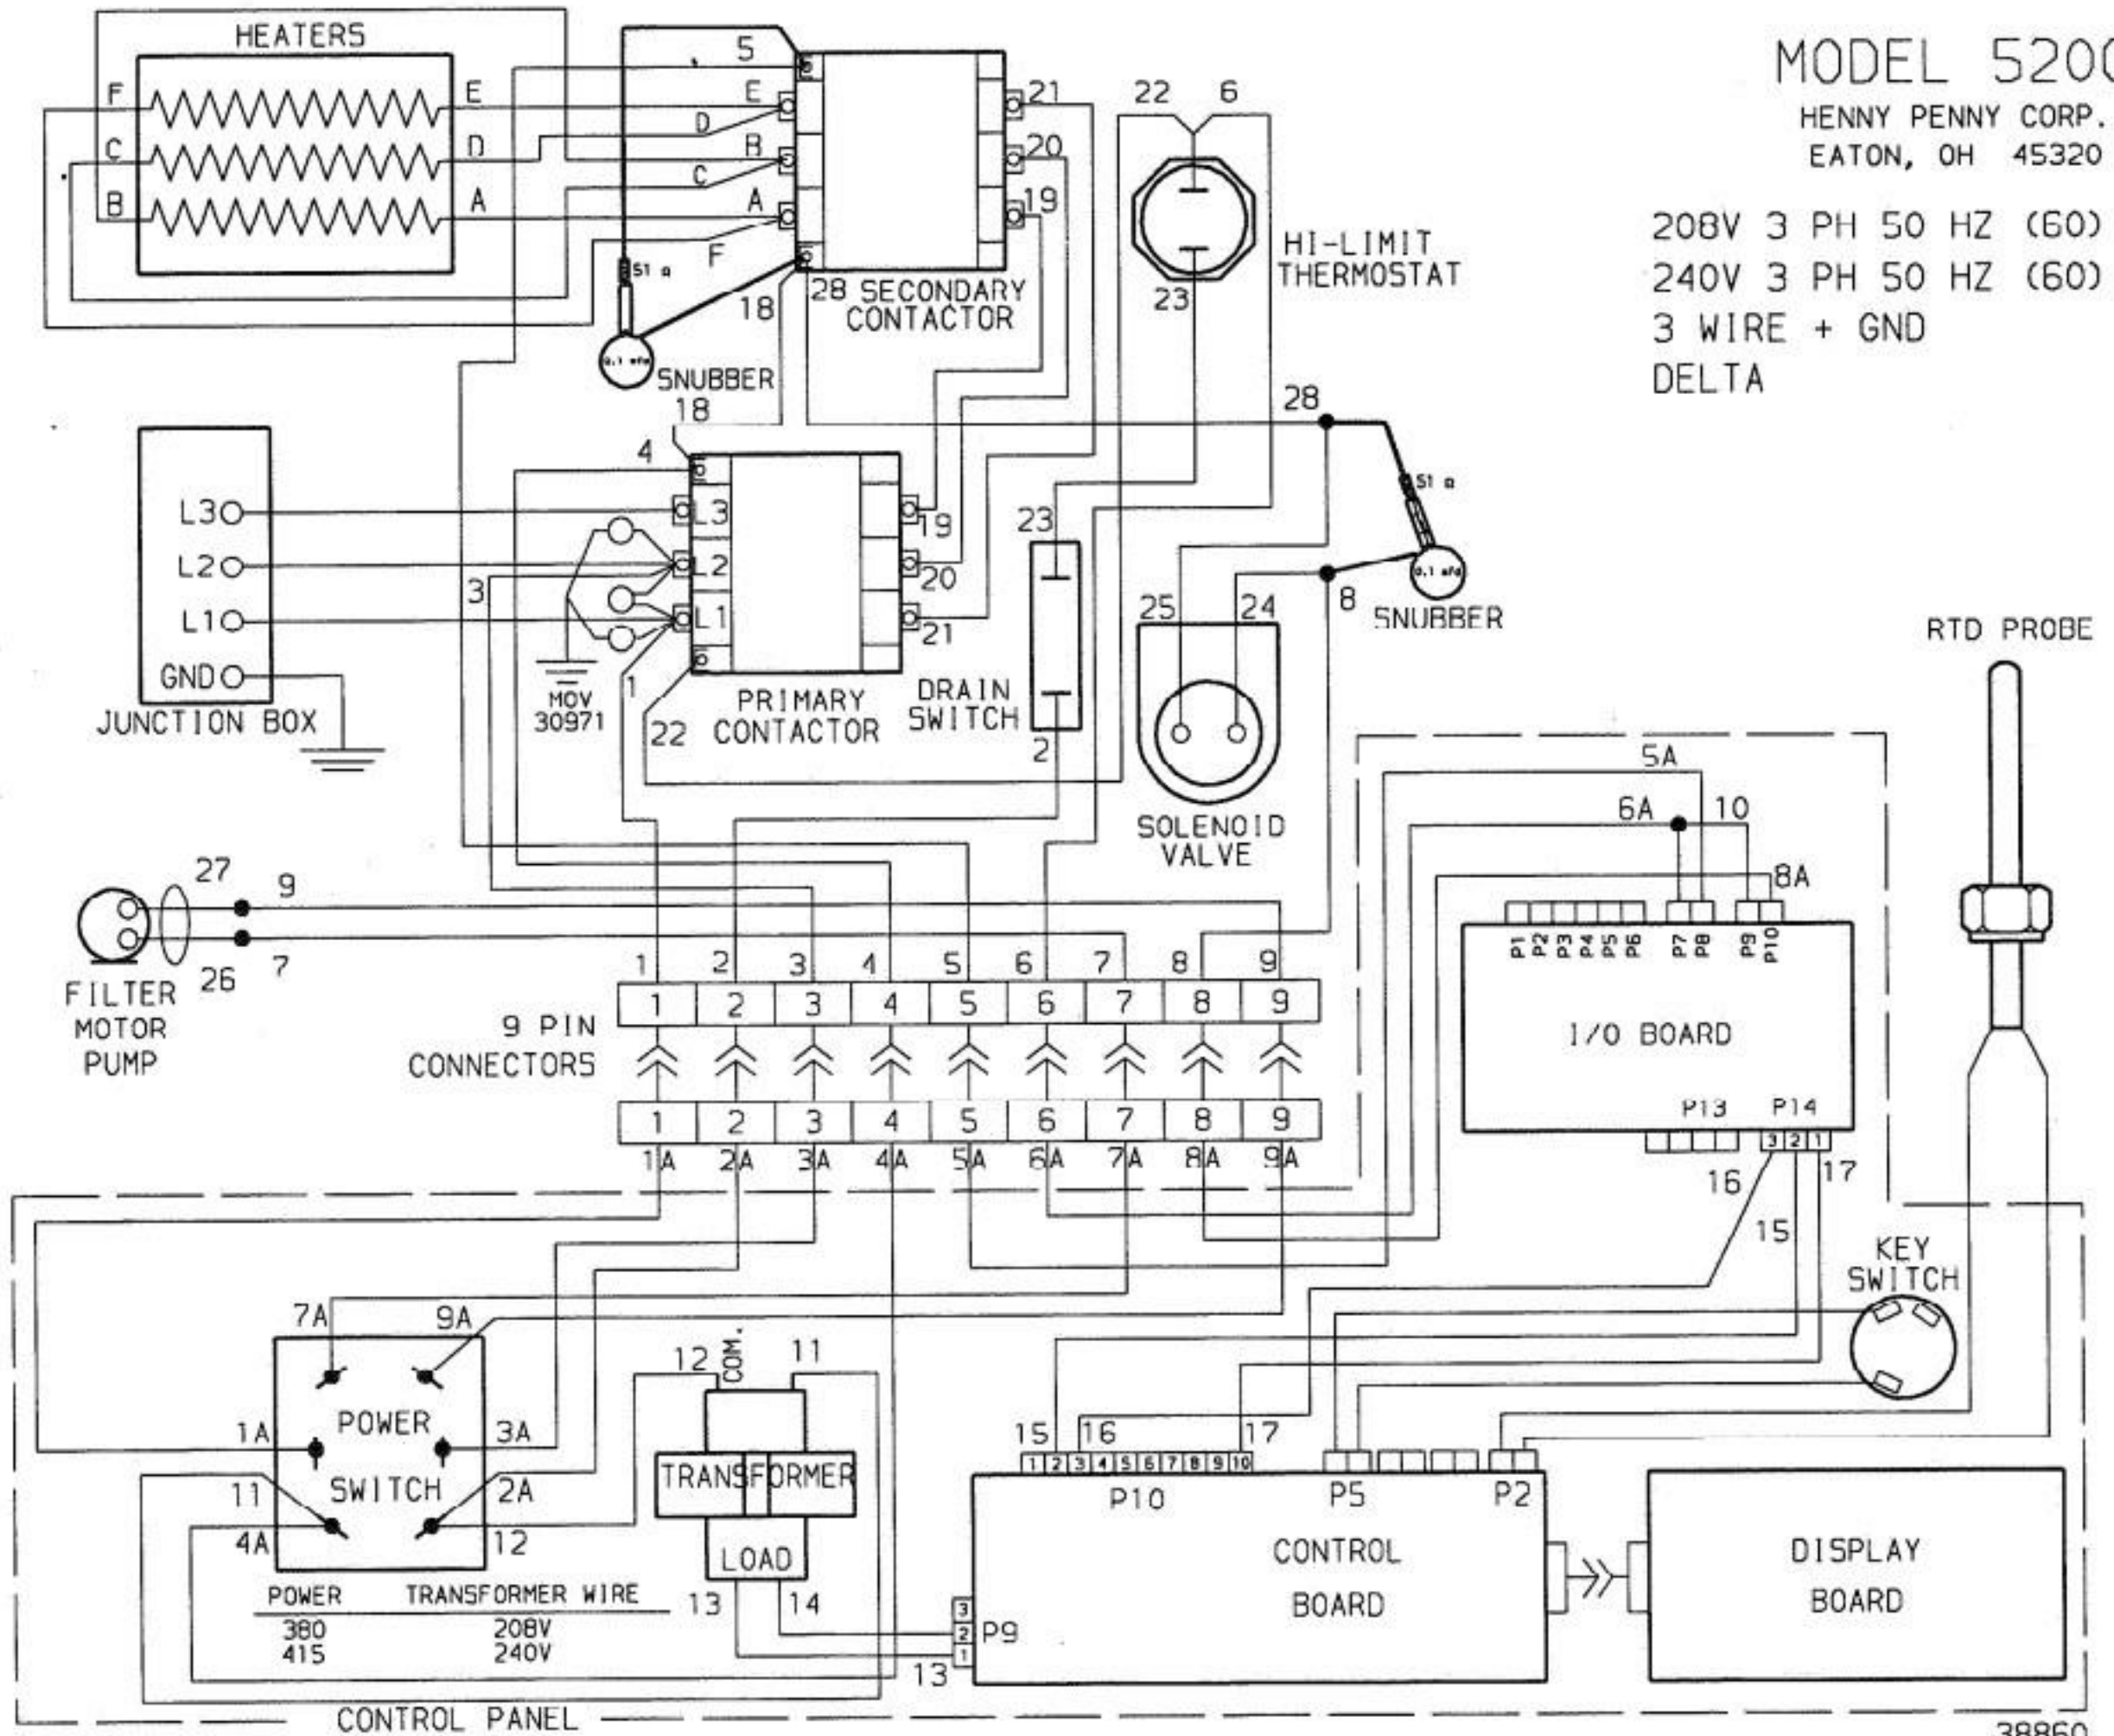 MODEL 520
HENNY PENNY CORP.
EATON, OH 45320
208V 3 PH 50 HZ (60)
240V 3 PH 50 HZ (60)
3 WIRE + GND
DELTA
HEATERS
F E
C D
B A
5
E
D
B
C
A
F
21
20
19
18
28 SECONDARY
CONTACTOR
51 Ω
0.1 mfd
SNUBBER
22 6
HI-LIMIT
THERMOSTAT
23
18
28
4
L3
L2
L1
GND
JUNCTION BOX
L3
L2
L1
19
20
21
3
1
22
MOV
30971
PRIMARY
CONTACTOR
23
DRAIN
SWITCH
2
51 Ω
0.1 mfd
8
SNUBBER
25 24
SOLENOID
VALVE
RTD PROBE
5A
6A 10
8A
27 9
26 7
FILTER
MOTOR
PUMP
9 PIN
CONNECTORS
1 2 3 4 5 6 7 8 9
1 2 3 4 5 6 7 8 9
1 2 3 4 5 6 7 8 9
1A 2A 3A 4A 5A 6A 7A 8A 9A
P1 P2 P3 P4 P5 P6 P7 P8 P9 P10
I/O BOARD
P13 P14
3 2 1
16 17
15
KEY
SWITCH
7A 9A
1A POWER 3A
11 SWITCH 2A
4A 12
12 COM. 11
TRANSFORMER
LOAD
13 14
POWER TRANSFORMER WIRE
380 208V
415 240V
15 16 17
1 2 3 4 5 6 7 8 9 10
P10 P5 P2
CONTROL
BOARD
3
2
1
P9
13
DISPLAY
BOARD
CONTROL PANEL
38860